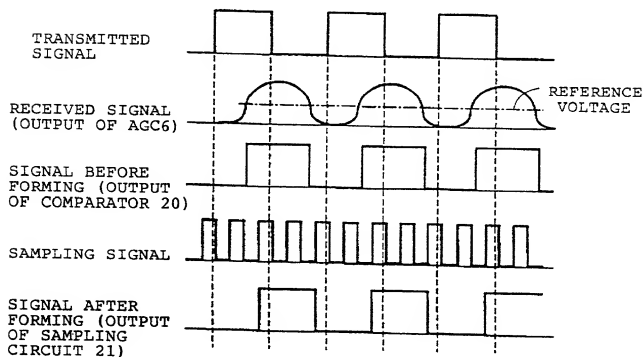 TRANSMITTED
SIGNAL
REFERENCE
VOLTAGE
RECEIVED SIGNAL
(OUTPUT OF AGC6)
SIGNAL BEFORE
FORMING (OUTPUT
OF COMPARATOR 20)
SAMPLING SIGNAL
SIGNAL AFTER
FORMING (OUTPUT
OF SAMPLING
CIRCUIT 21)